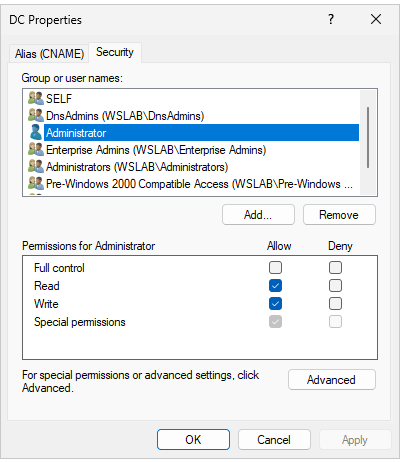 DC Properties ?
Alias (CNAME) Security
Group or user names:
SELF
DnsAdmins (WSLAB\DnsAdmins)
Administrator
Enterprise Admins (WSLAB\Enterprise Admins)
Administrators (WSLAB\Administrators)
Pre-Windows 2000 Compatible Access (WSLAB\Pre-Windows ...
Add... Remove
Permissions for Administrator Allow Deny
Full control
Read
Write
Special permissions
For special permissions or advanced settings, click
Advanced.
Advanced
OK Cancel Apply